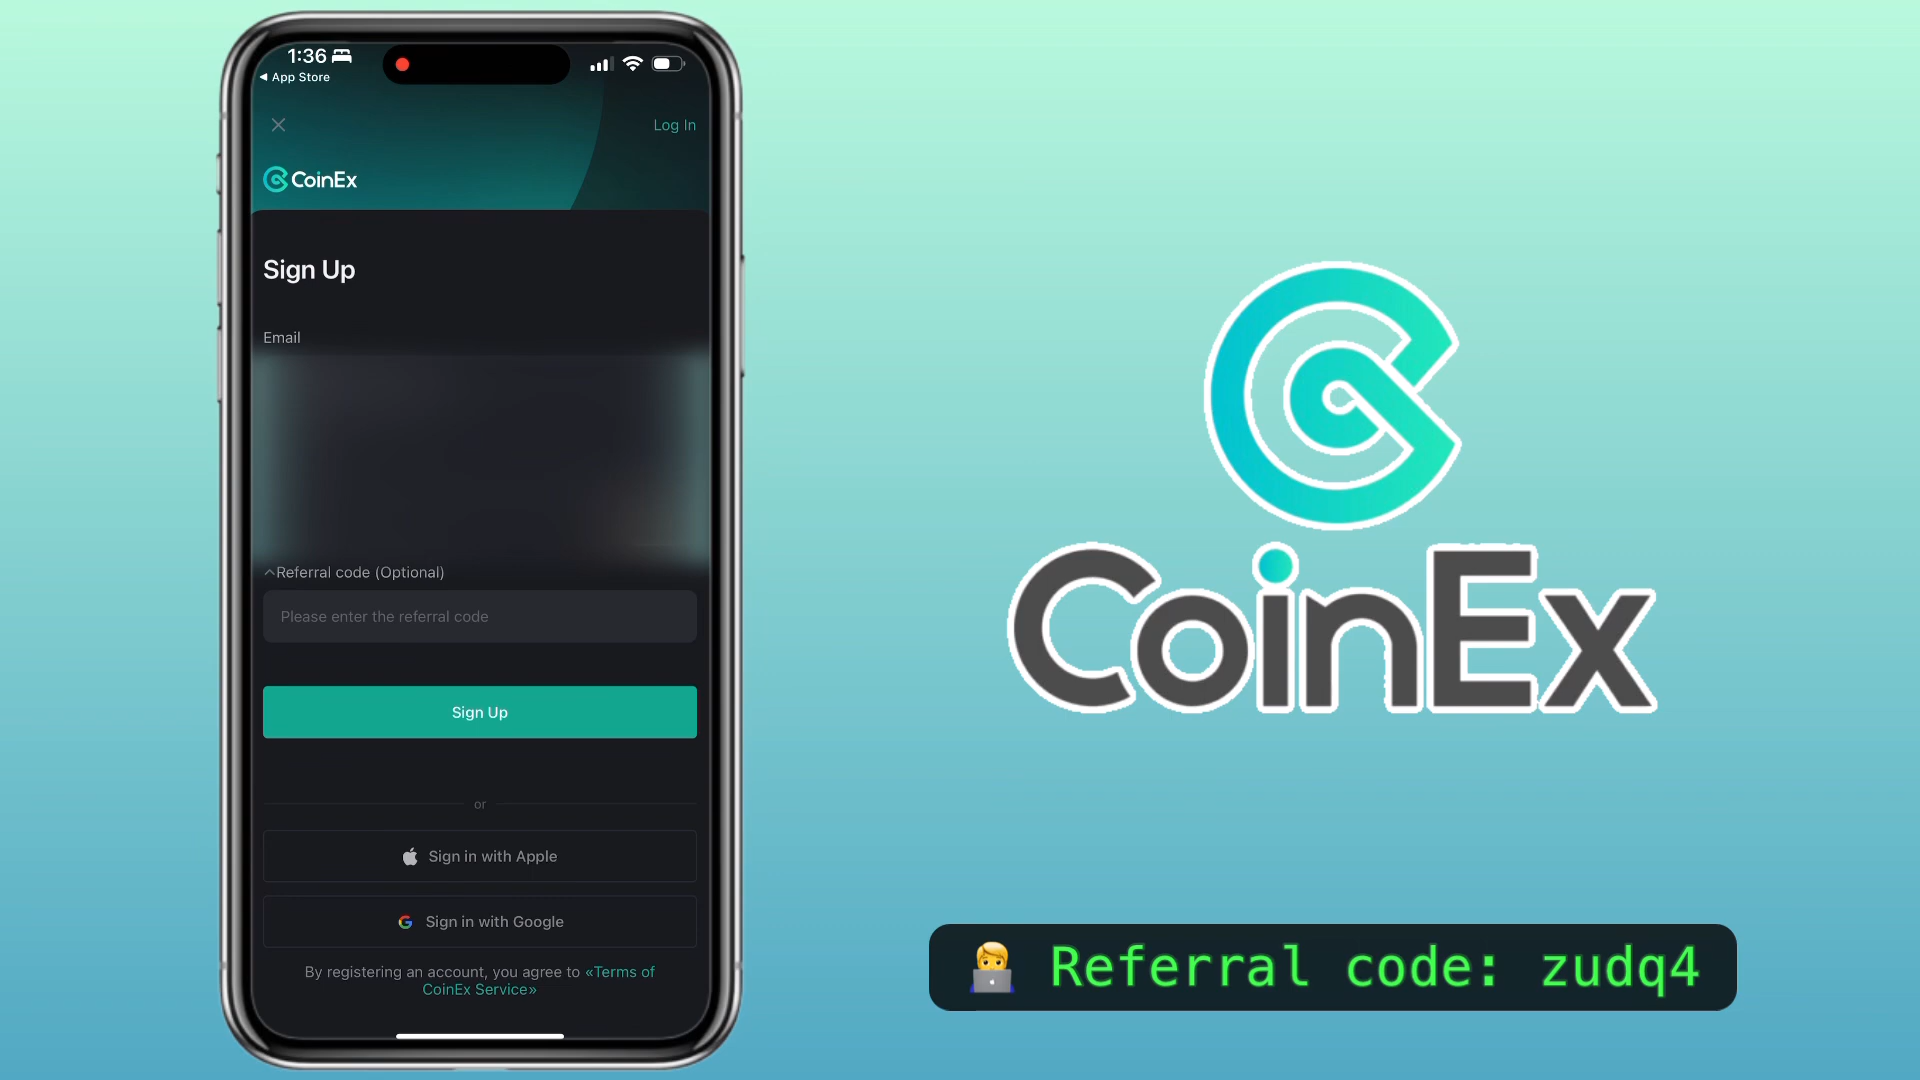 1:36
App Store
Log In
CoinEx
Sign Up
Email
Referral code (Optional)
Please enter the referral code
Sign Up
or
Sign in with Apple
Sign in with Google
By registering an account, you agree to «Terms of
CoinEx Service»
CoinEx
Referral code: zudq4